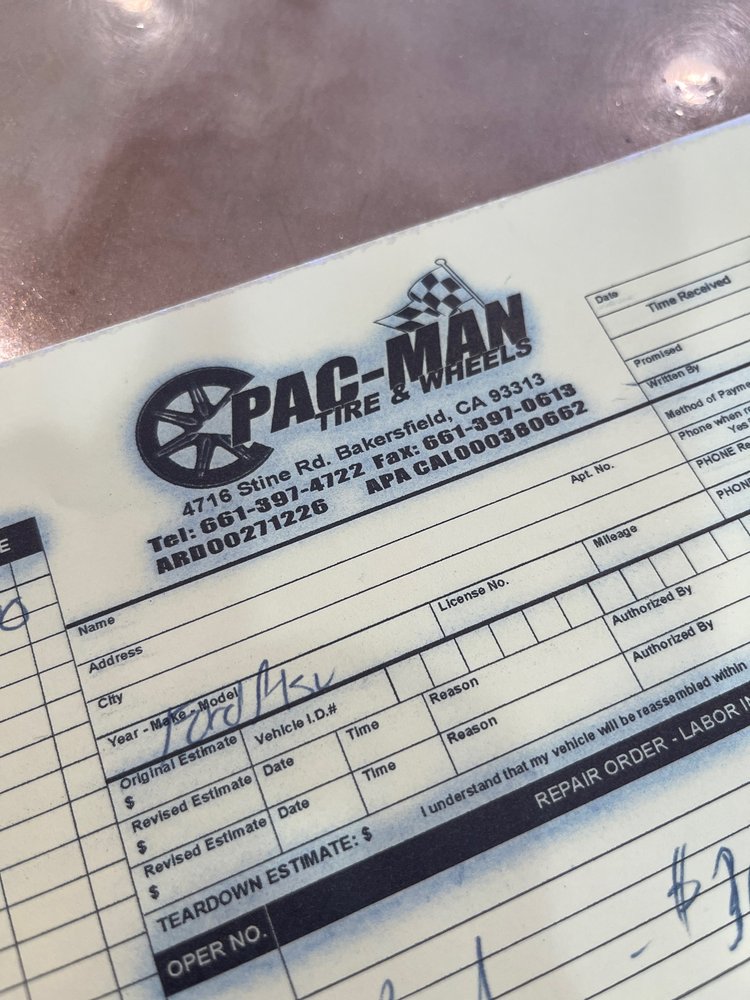 PAC-MAN
TIRE & WHEELS
4716 Stine Rd. Bakersfield, CA 93313
Tel: 661-397-4722 Fax: 661-397-0613
ARD00271226 APA CAL000380662
Date
Time Received
Promised
Written By
Method of Payme
Phone when r
Yes
PHONE Re
PHONE
E
Name
Apt. No.
Address
City
License No.
Mileage
Year - Make - Model
Ford
Vehicle I.D.#
Original Estimate
$
Time
Reason
Authorized By
Revised Estimate
Date
$
Time
Reason
Authorized By
Revised Estimate
Date
$
I understand that my vehicle will be reassembled within
TEARDOWN ESTIMATE: $
REPAIR ORDER - LABOR IN
OPER NO.
$